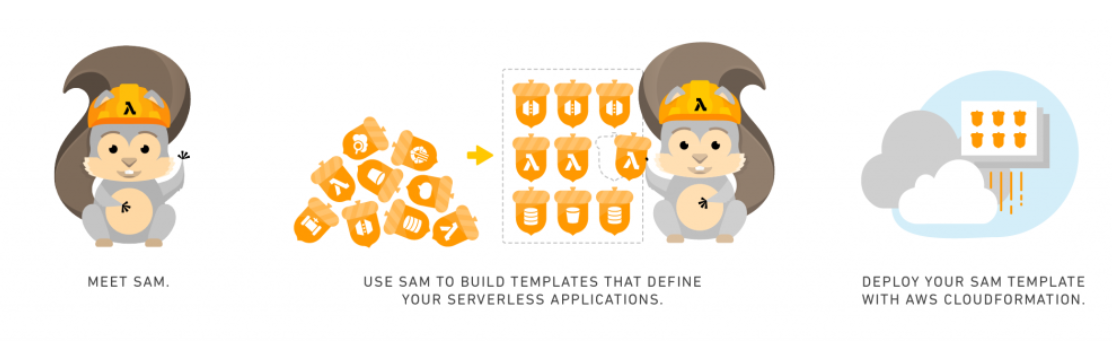 MEET SAM.
USE SAM TO BUILD TEMPLATES THAT DEFINE
YOUR SERVERLESS APPLICATIONS.
DEPLOY YOUR SAM TEMPLATE
WITH AWS CLOUDFORMATION.